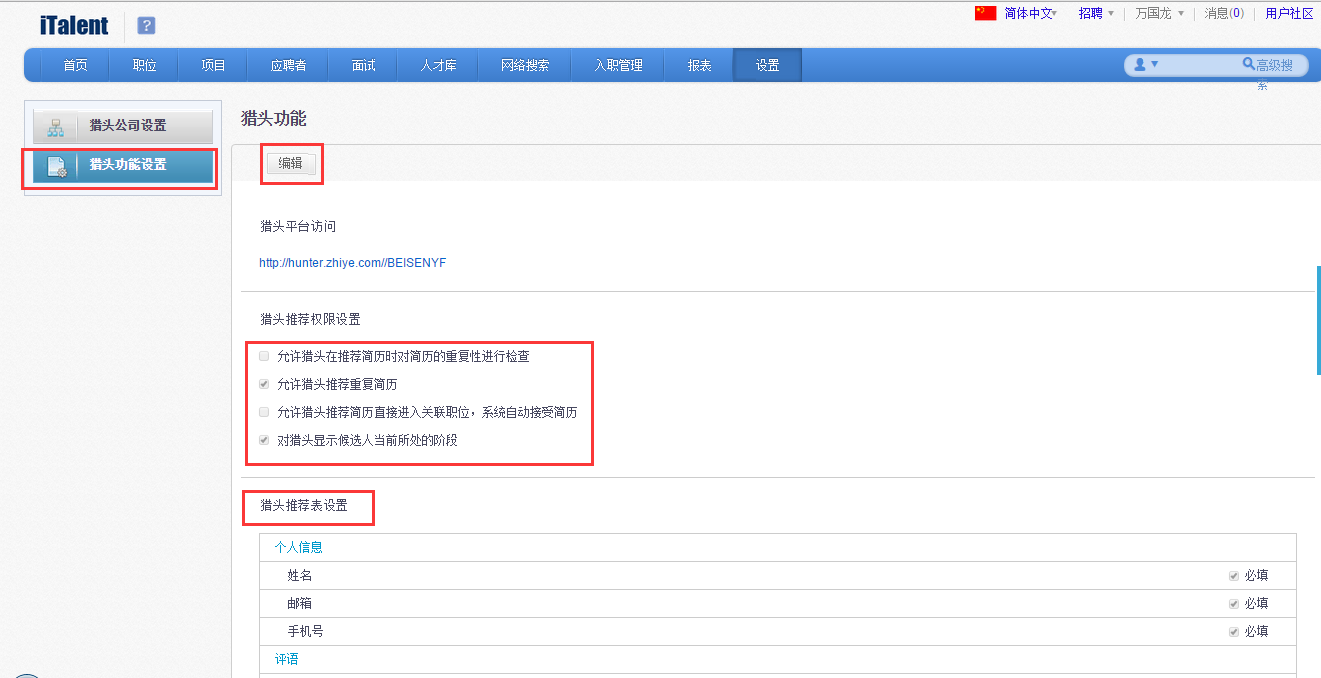 iTalent ?
简体中文 招聘 万国龙 消息(0) 用户社区
首页 职位 项目 应聘者 面试 人才库 网络搜索 入职管理 报表 设置
高级搜
索
猎头公司设置
猎头功能设置
猎头功能
编辑
猎头平台访问
http://hunter.zhiye.com//BEISENYF
猎头推荐权限设置
允许猎头在推荐简历时对简历的重复性进行检查
允许猎头推荐重复简历
允许猎头推荐简历直接进入关联职位，系统自动接受简历
对猎头显示候选人当前所处的阶段
猎头推荐表设置
个人信息
姓名 必填
邮箱 必填
手机号 必填
评语